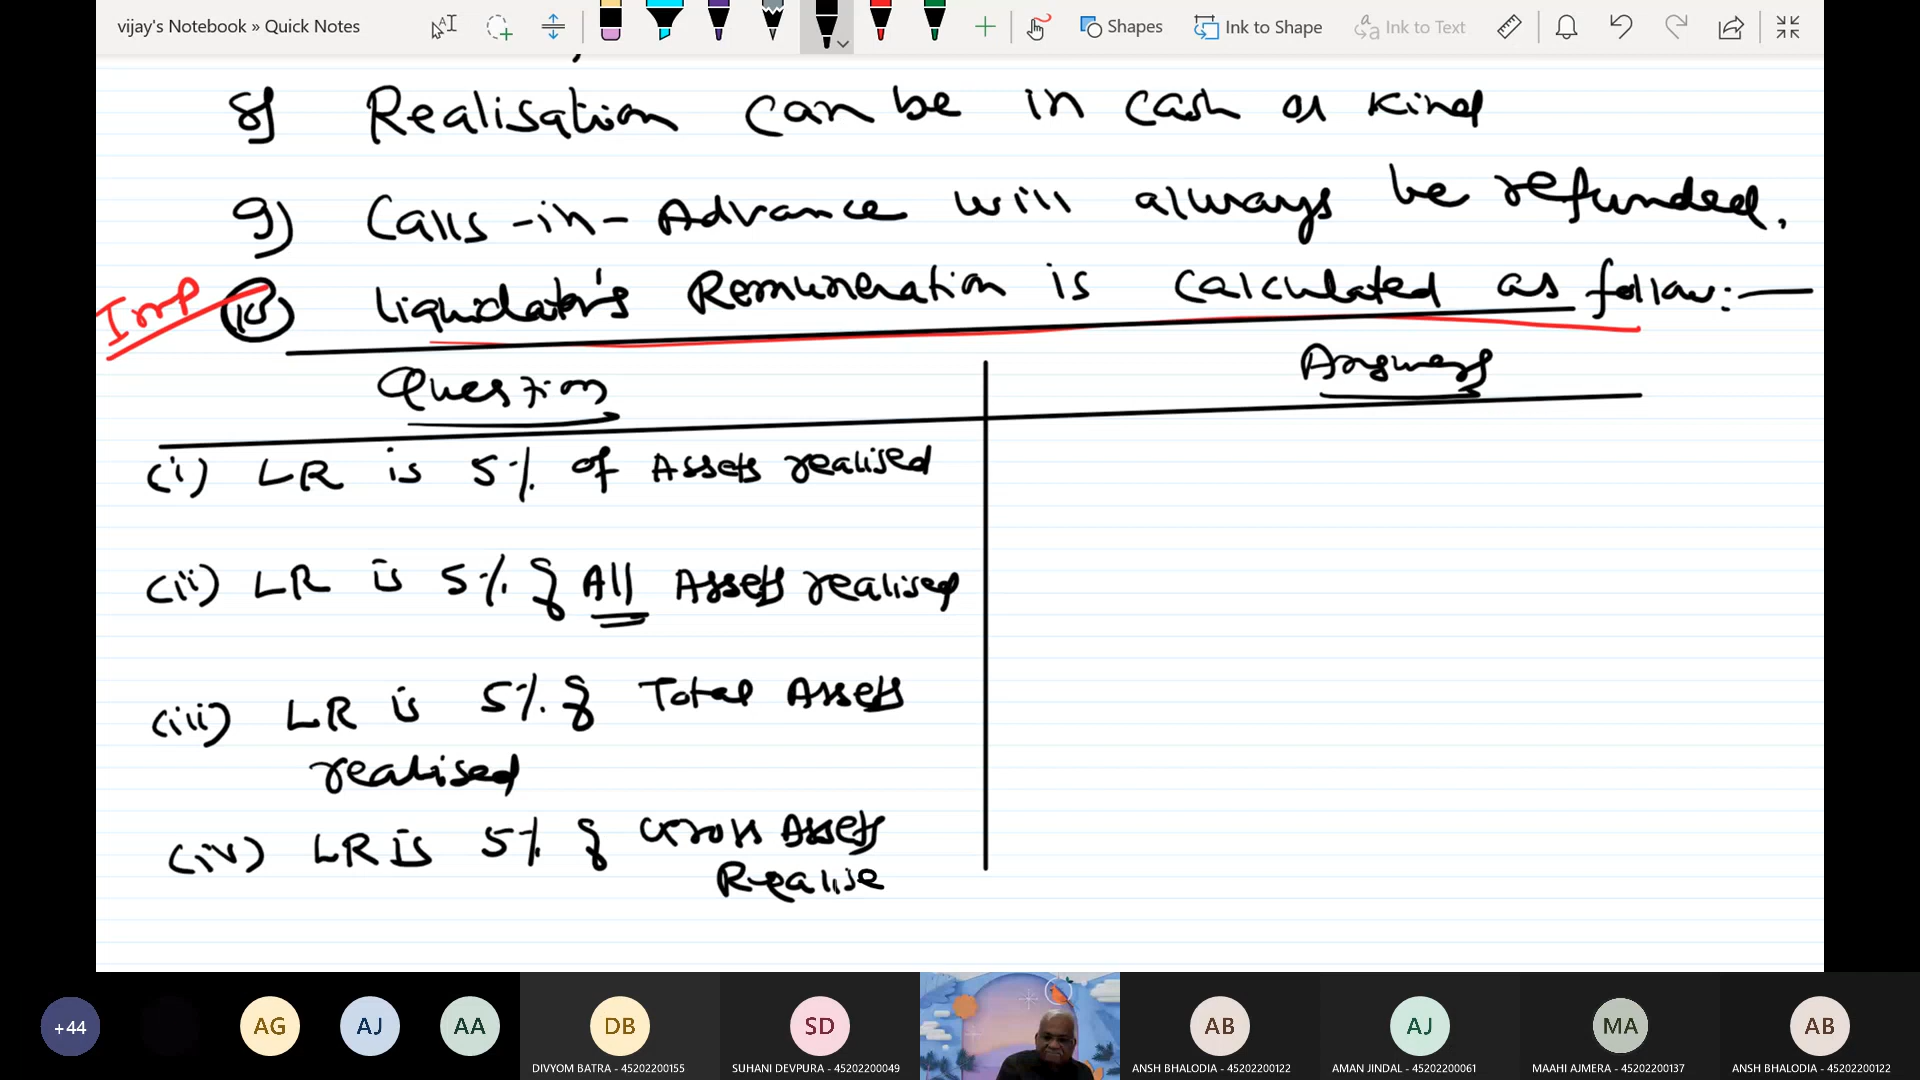 vijay's Notebook » Quick Notes
Shapes
Ink to Shape
Ink to Text
8) Realisation can be in cash or kind
9) Calls-in-Advance will always be refunded.
Imp 10) Liquidator's Remuneration is calculated as follow:—
Question Answers
(i) LR is 5% of Assets realised
(ii) LR is 5% of All Assets realised
(iii) LR is 5% of Total Assets
realised
(iv) LR is 5% of Gross Assets
Realise
+44
AG
AJ
AA
DB
SD
AB
AJ
MA
AB
DIVYOM BATRA - 45202200155
SUHANI DEVPURA - 45202200049
ANSH BHALODIA - 45202200122
AMAN JINDAL - 45202200061
MAAHI AJMERA - 45202200137
ANSH BHALODIA - 45202200122